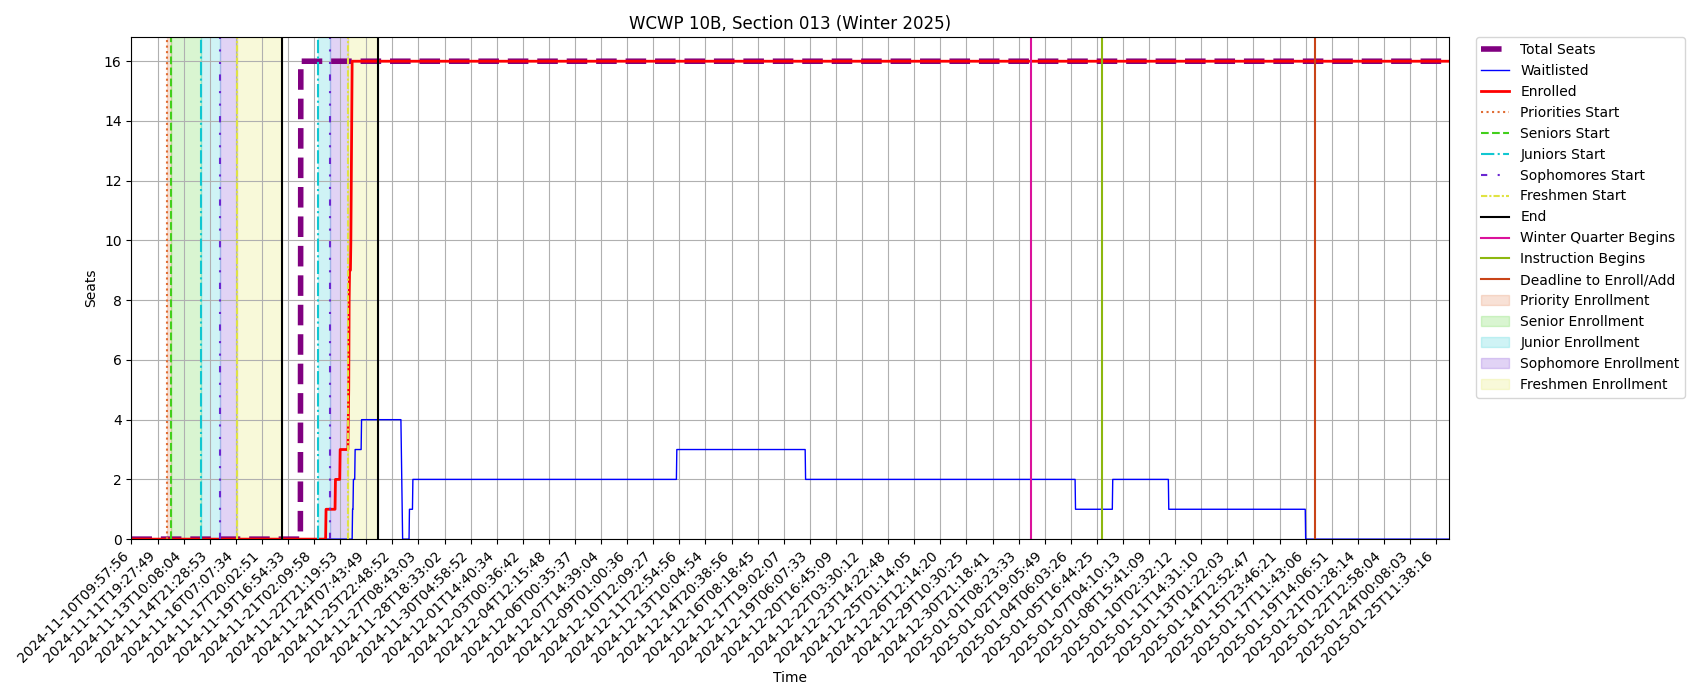 WCWP 10B, Section 013 (Winter 2025)
Seats
16
14
12
10
8
6
4
2
0
2024-11-10T09:57:56
2024-11-11T19:27:49
2024-11-13T10:08:04
2024-11-14T21:28:53
2024-11-16T07:07:34
2024-11-17T20:02:51
2024-11-19T16:54:33
2024-11-21T02:09:58
2024-11-22T21:19:53
2024-11-24T07:43:49
2024-11-25T22:48:52
2024-11-27T08:43:03
2024-11-28T18:33:02
2024-11-30T04:58:52
2024-12-01T14:40:34
2024-12-03T00:36:42
2024-12-04T12:15:48
2024-12-06T00:35:37
2024-12-07T14:39:04
2024-12-09T01:00:36
2024-12-10T12:09:27
2024-12-11T22:54:56
2024-12-13T10:04:54
2024-12-14T20:38:56
2024-12-16T08:18:45
2024-12-17T19:02:07
2024-12-19T06:07:33
2024-12-20T16:45:09
2024-12-22T03:30:12
2024-12-23T14:22:48
2024-12-25T01:14:05
2024-12-26T12:14:20
2024-12-29T10:30:25
2024-12-30T21:18:41
2025-01-01T08:23:33
2025-01-02T19:05:49
2025-01-04T06:03:26
2025-01-05T16:44:25
2025-01-07T04:10:13
2025-01-08T15:41:09
2025-01-10T02:32:12
2025-01-11T14:31:10
2025-01-13T01:22:03
2025-01-14T12:52:47
2025-01-15T23:46:21
2025-01-17T11:43:06
2025-01-19T14:06:51
2025-01-21T01:28:14
2025-01-22T12:58:04
2025-01-24T00:08:03
2025-01-25T11:38:16
Time
Total Seats
Waitlisted
Enrolled
Priorities Start
Seniors Start
Juniors Start
Sophomores Start
Freshmen Start
End
Winter Quarter Begins
Instruction Begins
Deadline to Enroll/Add
Priority Enrollment
Senior Enrollment
Junior Enrollment
Sophomore Enrollment
Freshmen Enrollment